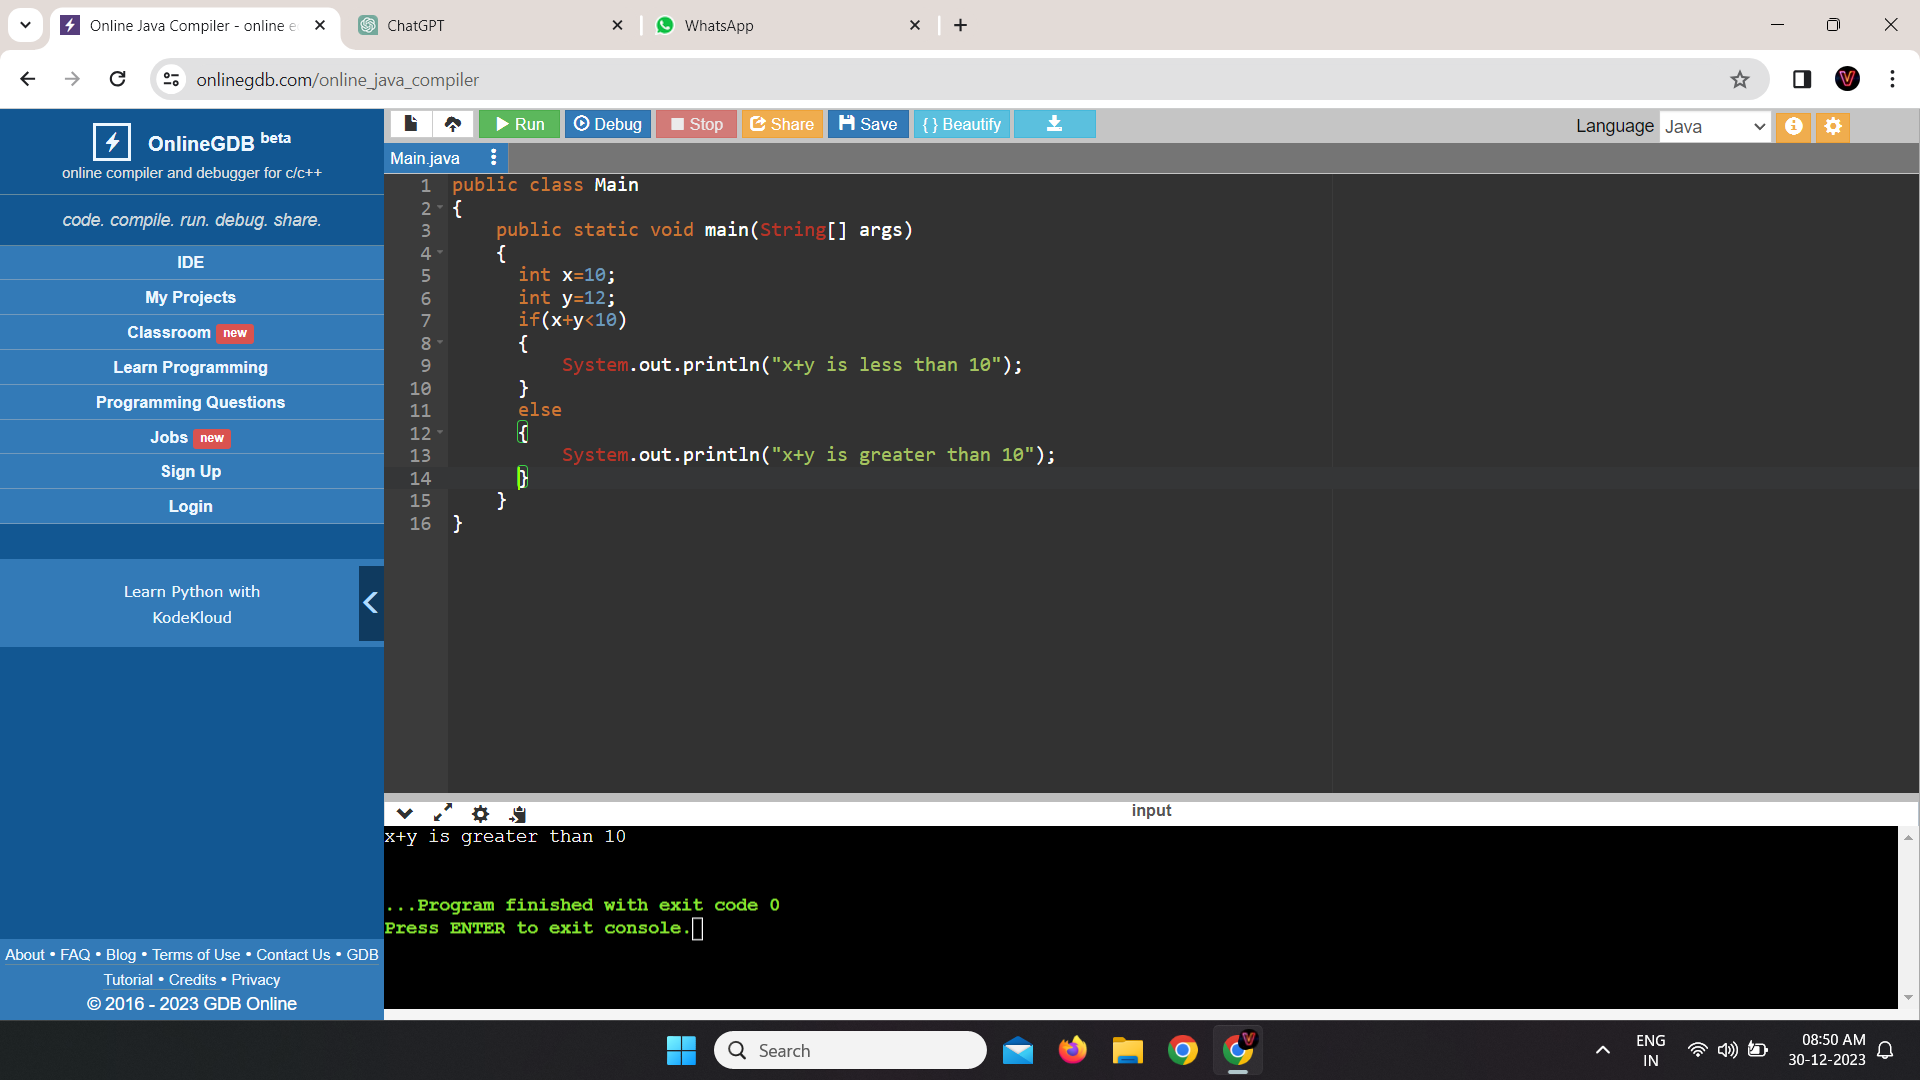 Online Java Compiler - online e
ChatGPT
WhatsApp
onlinegdb.com/online_java_compiler
OnlineGDB beta
online compiler and debugger for c/c++
code. compile. run. debug. share.
IDE
My Projects
Classroom new
Learn Programming
Programming Questions
Jobs new
Sign Up
Login
Learn Python with
KodeKloud
About • FAQ • Blog • Terms of Use • Contact Us • GDB
Tutorial • Credits • Privacy
© 2016 - 2023 GDB Online
Run Debug Stop Share Save { } Beautify
Language Java
Main.java
1 public class Main
2 {
3     public static void main(String[] args)
4     {
5       int x=10;
6       int y=12;
7       if(x+y<10)
8       {
9           System.out.println("x+y is less than 10");
10       }
11       else
12       {
13           System.out.println("x+y is greater than 10");
14       }
15     }
16 }
input
x+y is greater than 10
...Program finished with exit code 0
Press ENTER to exit console.
Search
ENG
IN
08:50 AM
30-12-2023